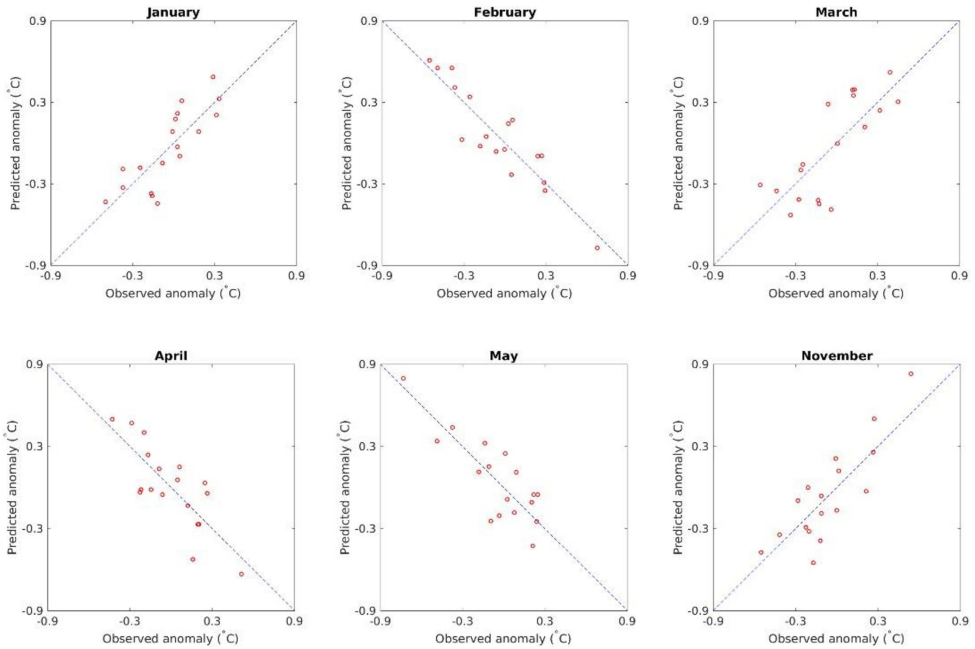 January
0.9
0.3
-0.3
-0.9
-0.9
-0.3
0.3
0.9
Predicted anomaly (˚C)
Observed anomaly (˚C)
February
0.9
0.3
-0.3
-0.9
-0.9
-0.3
0.3
0.9
Predicted anomaly (˚C)
Observed anomaly (˚C)
March
0.9
0.3
-0.3
-0.9
-0.9
-0.3
0.3
0.9
Predicted anomaly (˚C)
Observed anomaly (˚C)
April
0.9
0.3
-0.3
-0.9
-0.9
-0.3
0.3
0.9
Predicted anomaly (˚C)
Observed anomaly (˚C)
May
0.9
0.3
-0.3
-0.9
-0.9
-0.3
0.3
0.9
Predicted anomaly (˚C)
Observed anomaly (˚C)
November
0.9
0.3
-0.3
-0.9
-0.9
-0.3
0.3
0.9
Predicted anomaly (˚C)
Observed anomaly (˚C)